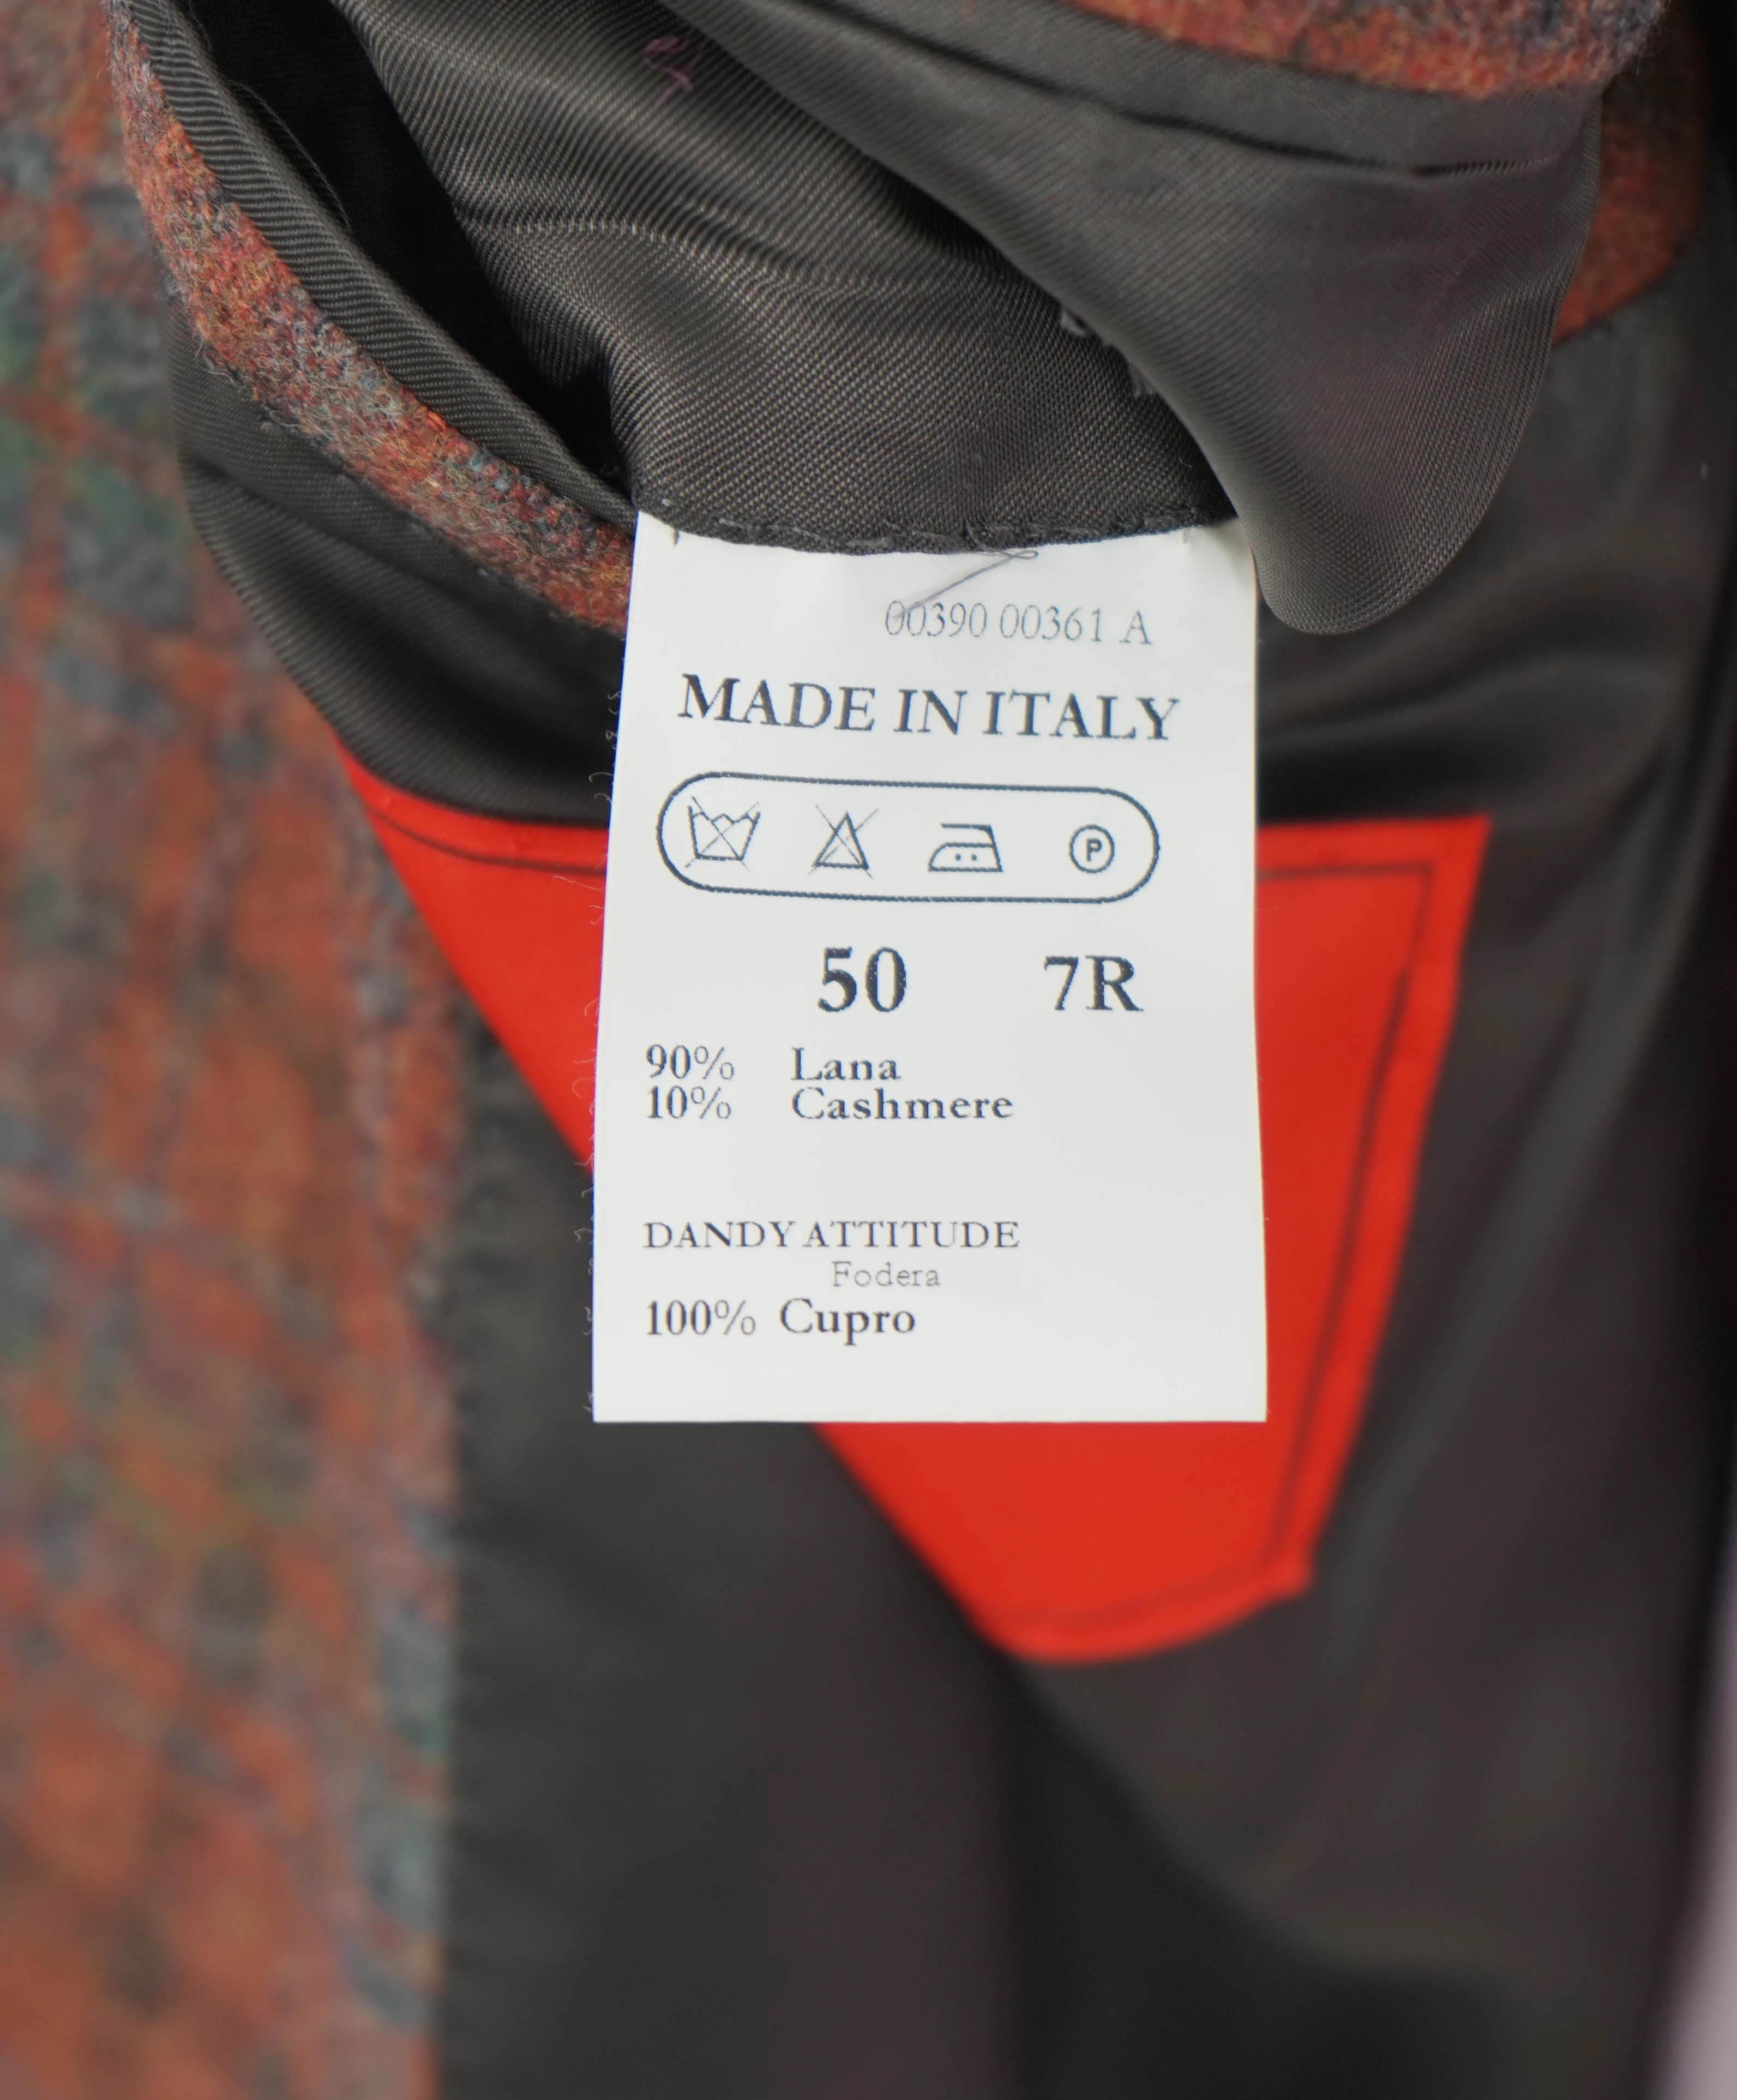 00390 00361 A
MADE IN ITALY
P
50 7R
90% Lana
10% Cashmere
DANDY ATTITUDE
Fodera
100% Cupro